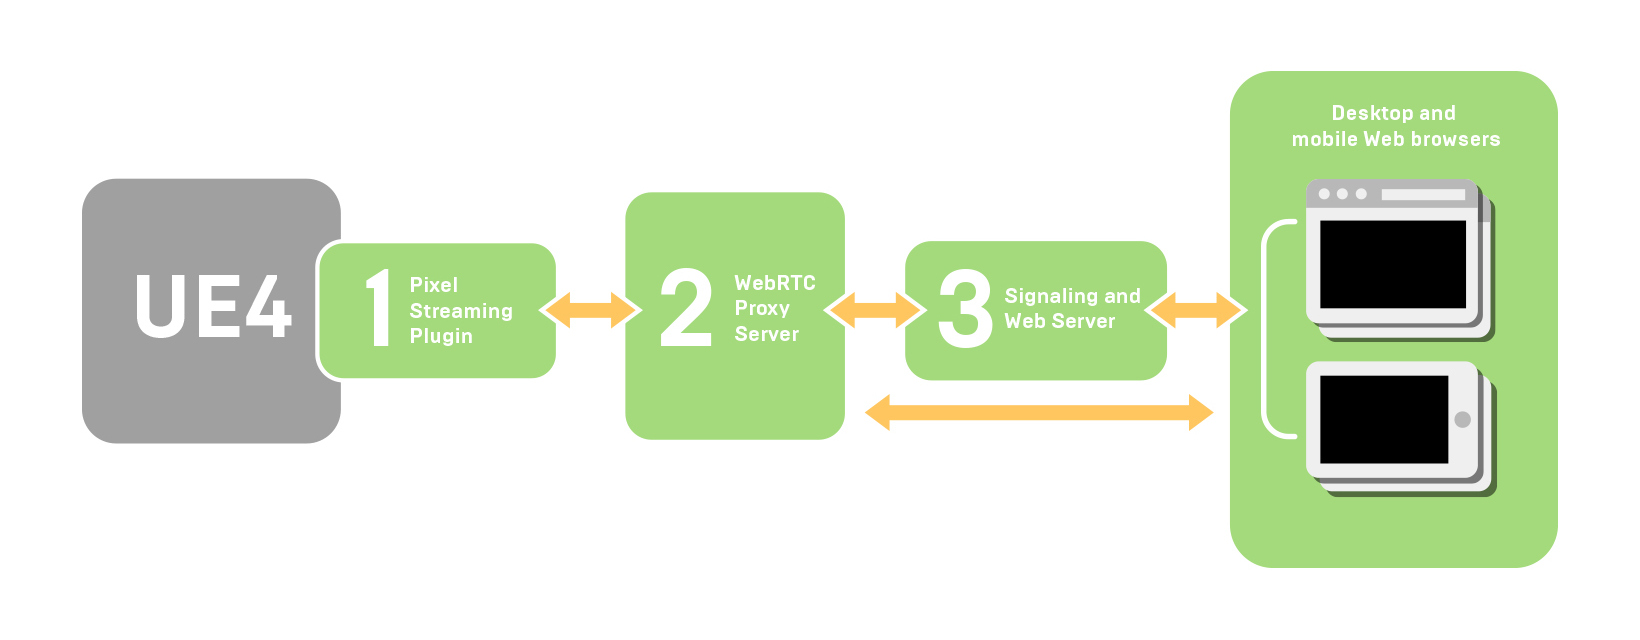 UE4
1
Pixel
Streaming
Plugin
2
WebRTC
Proxy
Server
3
Signaling and
Web Server
Desktop and
mobile Web browsers